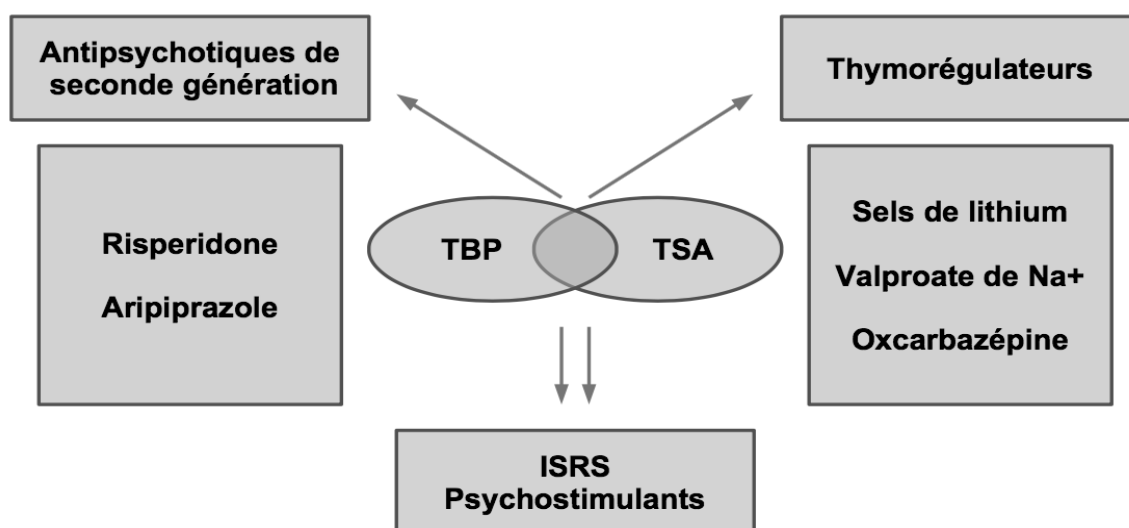 Antipsychotiques de
seconde génération
Thymorégulateurs
Risperidone
Aripiprazole
TBP
TSA
Sels de lithium
Valproate de Na+
Oxcarbazépine
ISRS
Psychostimulants